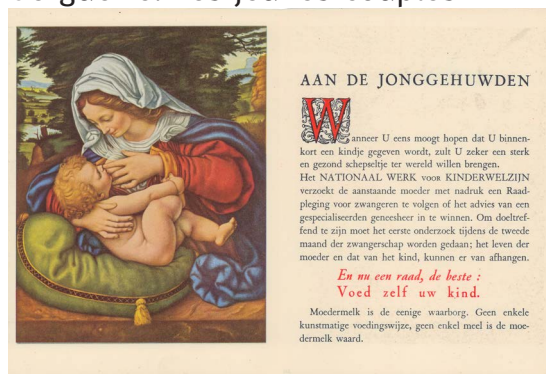 AAN DE JONGGEHUWDEN
Wanneer U eens moogt hopen dat U binnen-
kort een kindje gegeven wordt, zult U zeker een sterk
en gezond schepseltje ter wereld willen brengen.
Het NATIONAAL WERK VOOR KINDERWELZIJN
verzoekt de aanstaande moeder met nadruk een Raad-
pleging voor zwangeren te volgen of het advies van een
gespecialiseerden geneesheer in te winnen. Om doeltref-
fend te zijn moet het eerste onderzoek tijdens de tweede
maand der zwangerschap worden gedaan; het leven der
moeder en dat van het kind, kunnen er van afhangen.
En nu een raad, de beste :
Voed zelf uw kind.
Moedermelk is de eenige waarborg. Geen enkele
kunstmatige voedingswijze, geen enkel meel is de moe-
dermelk waard.